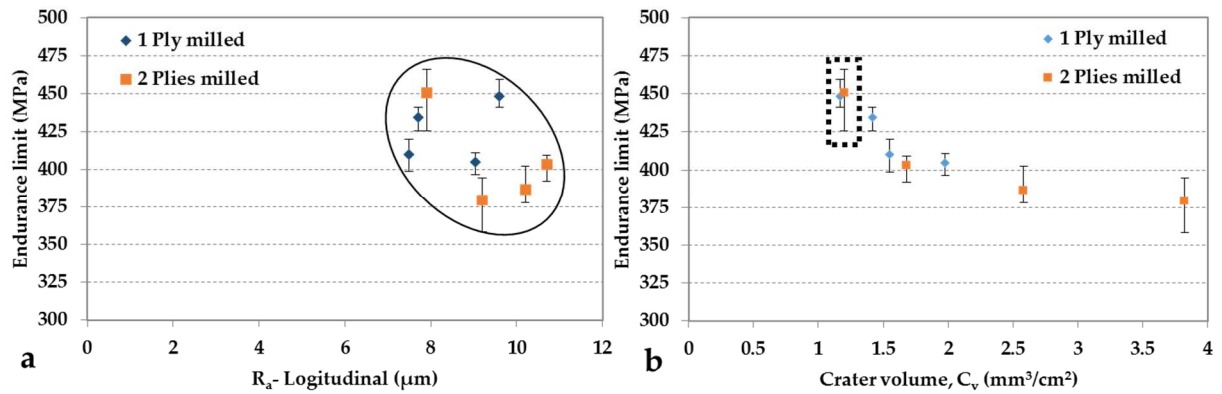 500
475
450
425
400
375
350
325
300
Endurance limit (MPa)
1 Ply milled
2 Plies milled
0 2 4 6 8 10 12
Ra- Logitudinal (μm)
a
500
475
450
425
400
375
350
325
300
Endurance limit (MPa)
1 Ply milled
2 Plies milled
0 0.5 1 1.5 2 2.5 3 3.5 4
Crater volume, Cv (mm³/cm²)
b